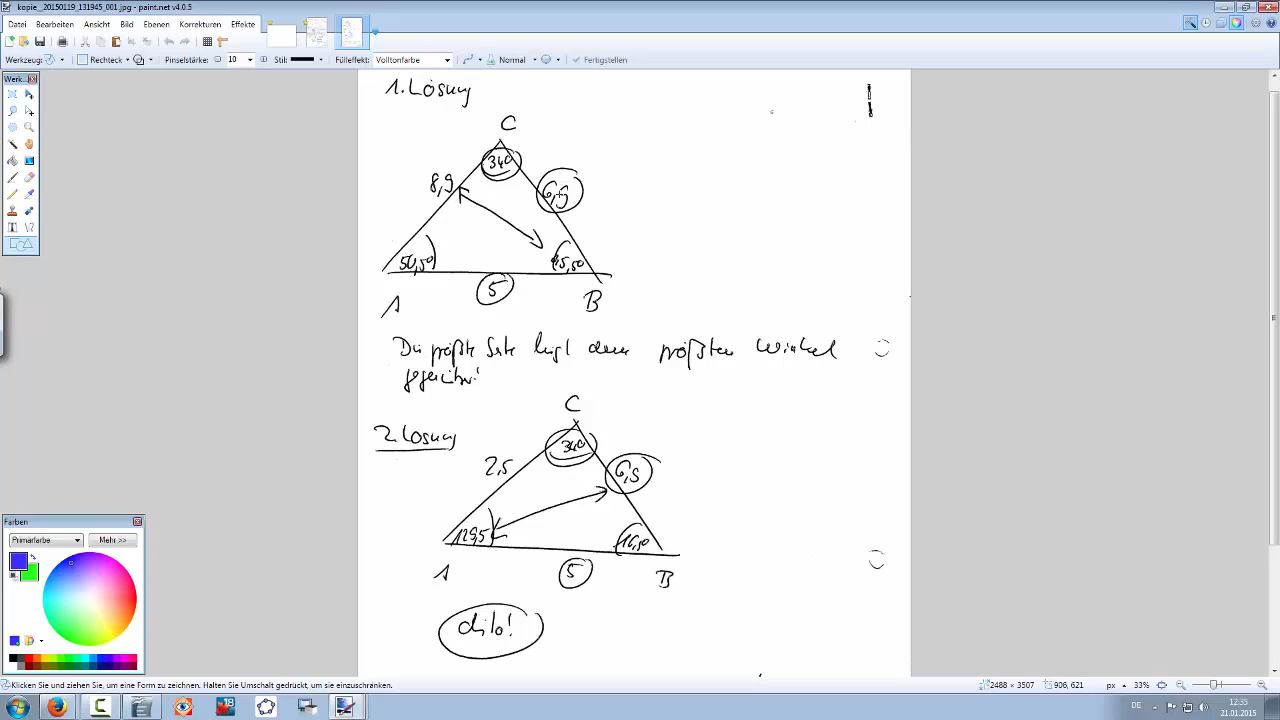 kopie_20150119_131945_001.jpg - paint.net v4.0.5
Datei Bearbeiten Ansicht Bild Ebenen Korrekturen Effekte
Werkzeug: Rechteck Pinselstärke: 10 Stil: Fülleffekt: Volltonfarbe Normal Fertigstellen
Werk...
1. Lösung
C
34°
8,9
50,5°
5
A
B
Die größte Seite liegt dem größten Winkel
gegenüber!
2. Lösung
C
34°
2,5
6,5
129,5
16,5°
5
A
B
dito!
Farben
Primärfarbe
Mehr >>
Klicken Sie und ziehen Sie, um eine Form zu zeichnen. Halten Sie Umschalt gedrückt, um sie einzuschränken.
2488 × 3507 906, 621 px 33%
18
DE
12:35
21.01.2015